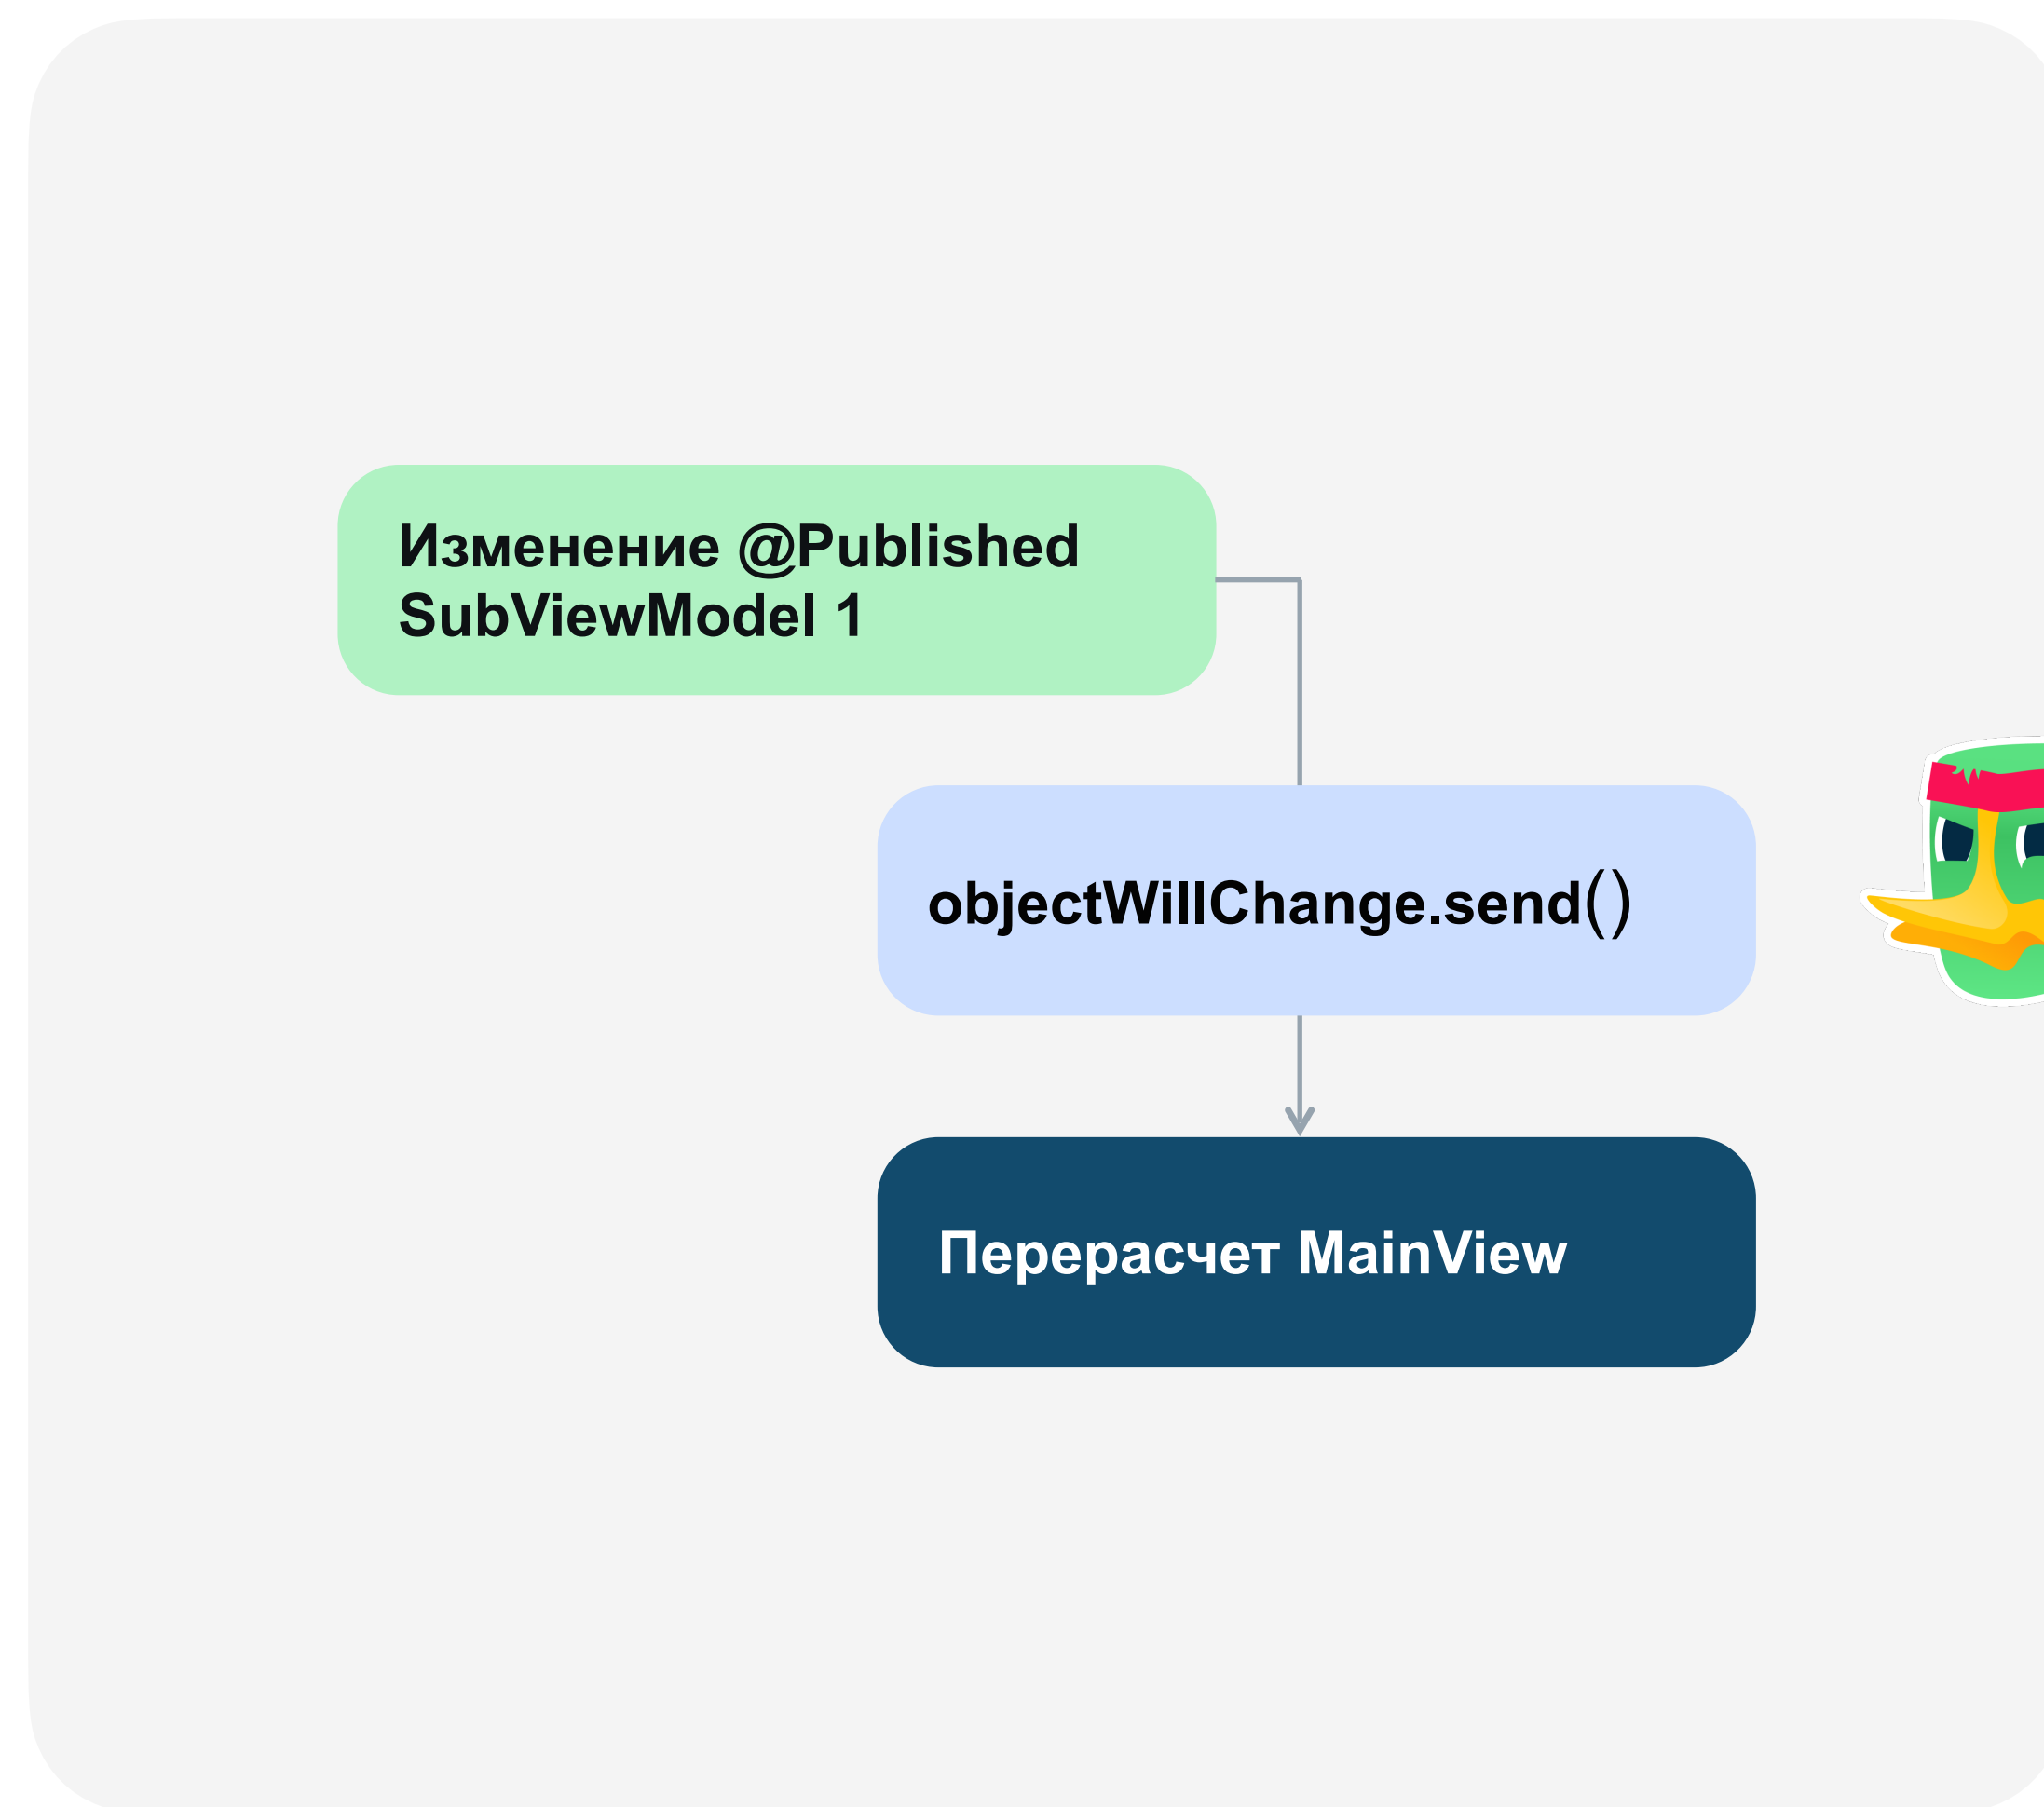 Изменение @Published
SubViewModel 1
objectWillChange.send()
Перерасчет MainView